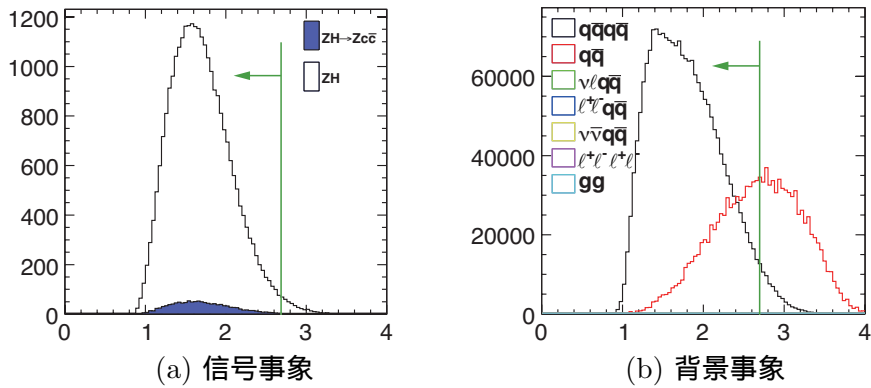 1200
1000
800
600
400
200
0
0 1 2 3 4
ZH→Zcc̅
ZH
(a) 信号事象
60000
40000
20000
0
0 1 2 3 4
qq̅qq̅
qq̅
νℓqq̅
ℓ⁺ℓ⁻qq̅
νν̅qq̅
ℓ⁺ℓ⁻ℓ⁺ℓ⁻
gg
(b) 背景事象